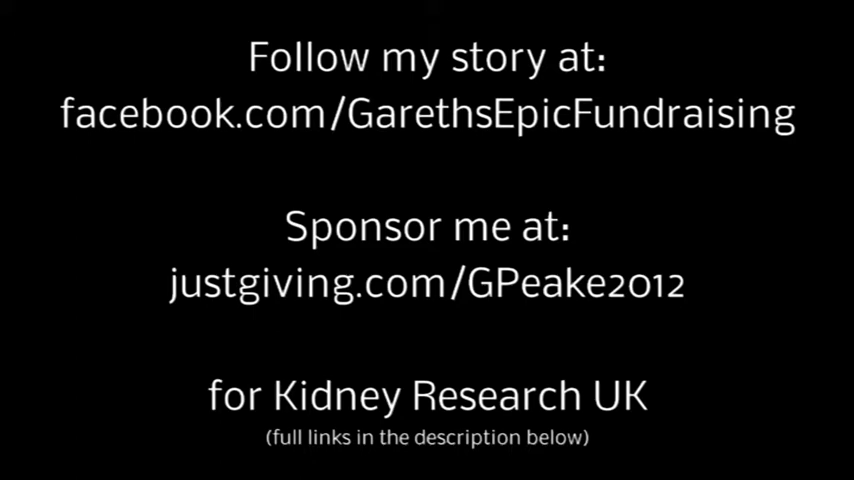 Follow my story at:
facebook.com/GarethsEpicFundraising
Sponsor me at:
justgiving.com/GPeake2012
for Kidney Research UK
(full links in the description below)